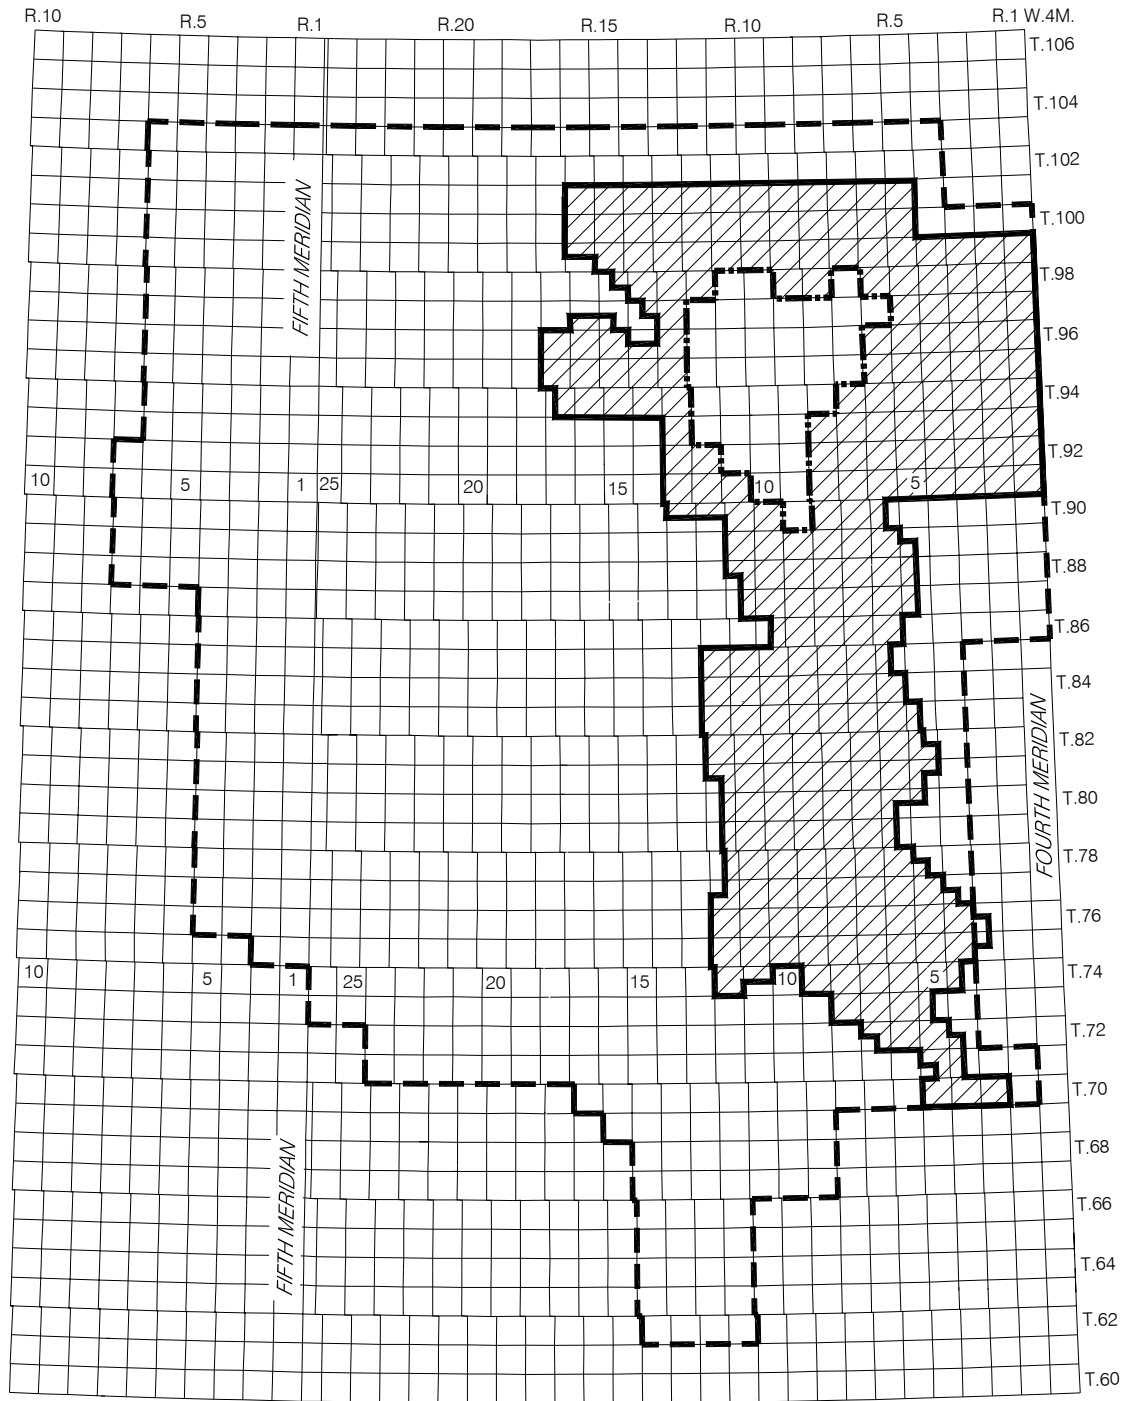 R.10 R.5 R.1 R.20 R.15 R.10 R.5 R.1 W.4M.
T.106
T.104
T.102
T.100
T.98
T.96
T.94
T.92
FIFTH MERIDIAN
10 5 1 25 20 15 10 5
T.90
T.88
T.86
T.84
T.82
T.80
T.78
FOURTH MERIDIAN
T.76
10 5 1 25 20 15 10 5 T.74
T.72
T.70
T.68
T.66
T.64
T.62
T.60
FIFTH MERIDIAN